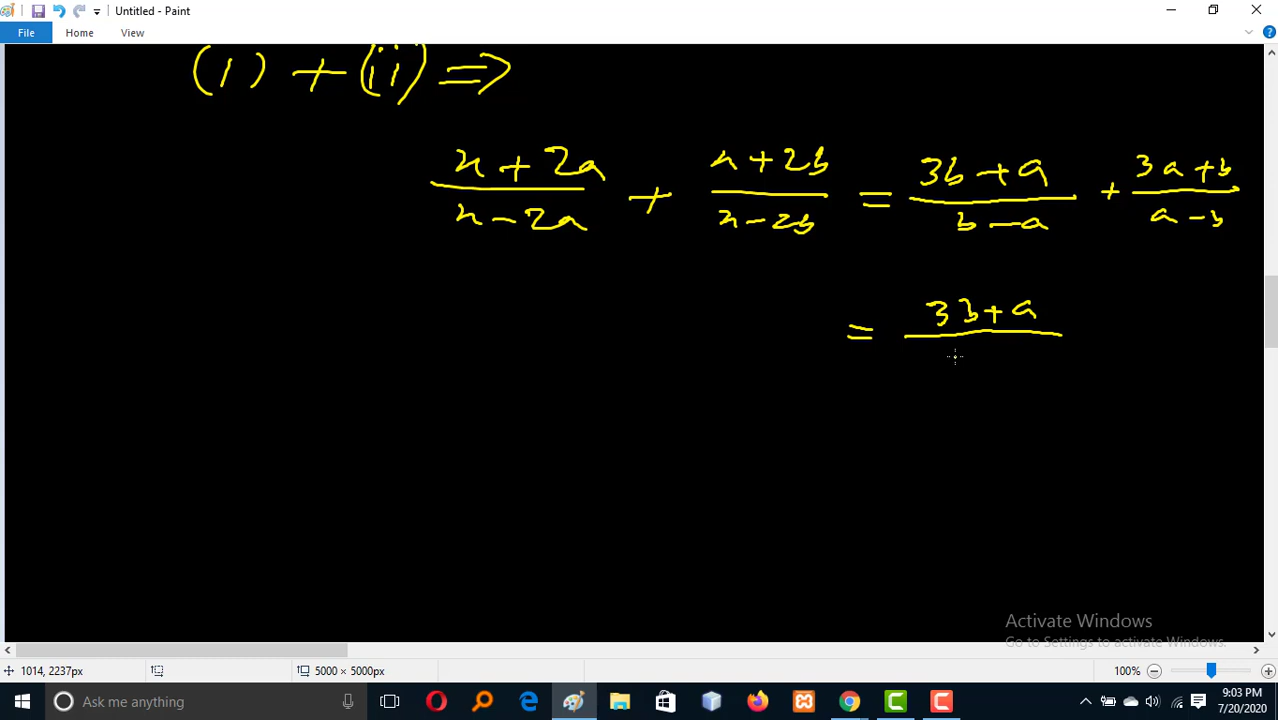 Untitled - Paint
File Home View
(i) + (ii) ⇒
x + 2a / x - 2a + x + 2b / x - 2b = 3b + a / b - a + 3a + b / a - b
= 3b + a
Activate Windows
Go to Settings to activate Windows.
1014, 2237px 5000 × 5000px 100%
Ask me anything 9:03 PM
7/20/2020